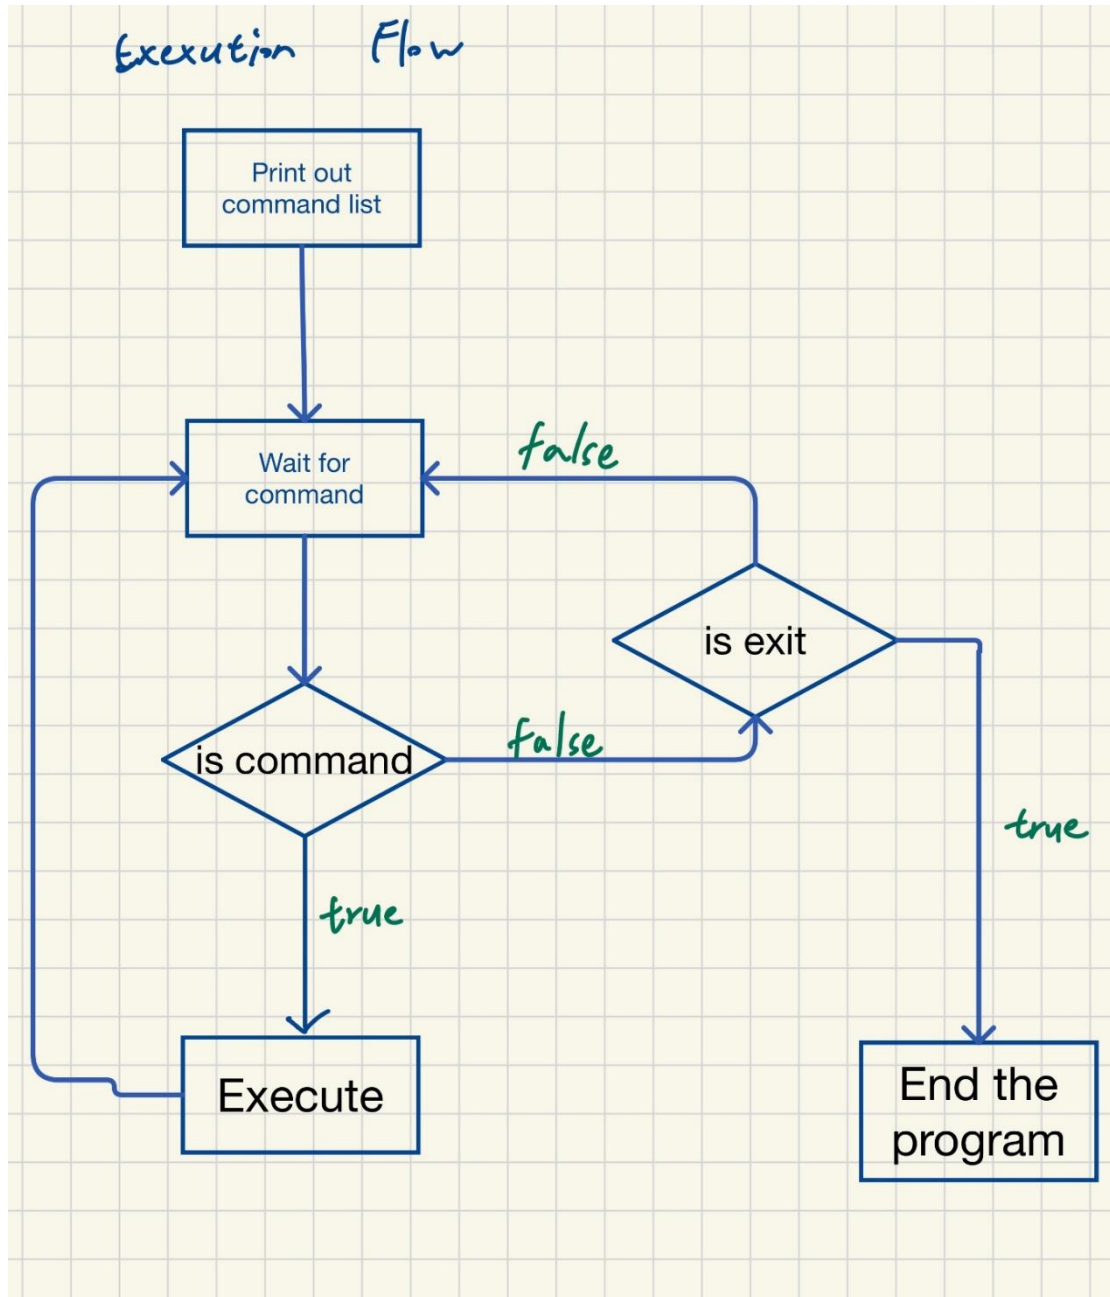 Exexution Flow
Print out
command list
Wait for
command
false
is exit
is command
false
true
true
Execute
End the
program